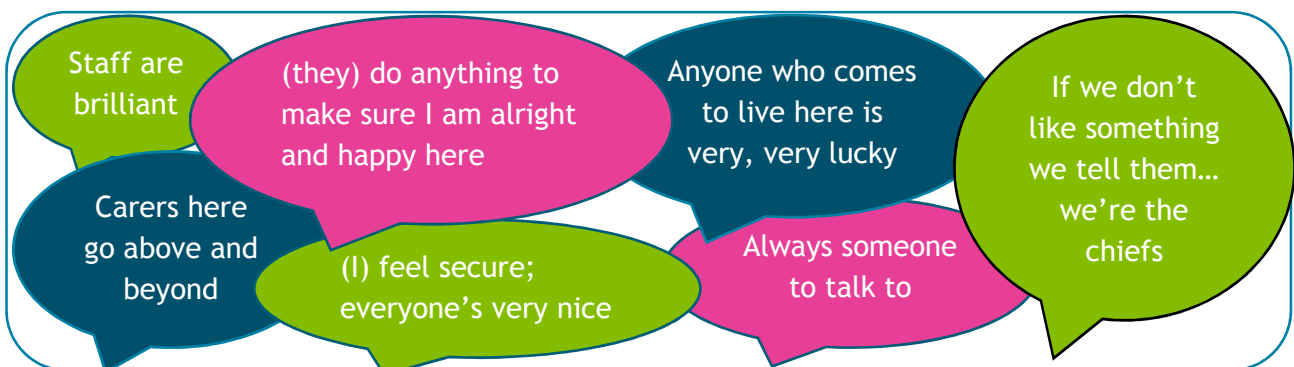 Staff are
brilliant
(they) do anything to
make sure I am alright
and happy here
Anyone who comes
to live here is
very, very lucky
If we don’t
like something
we tell them…
we’re the
chiefs
Carers here
go above and
beyond
(I) feel secure;
everyone’s very nice
Always someone
to talk to